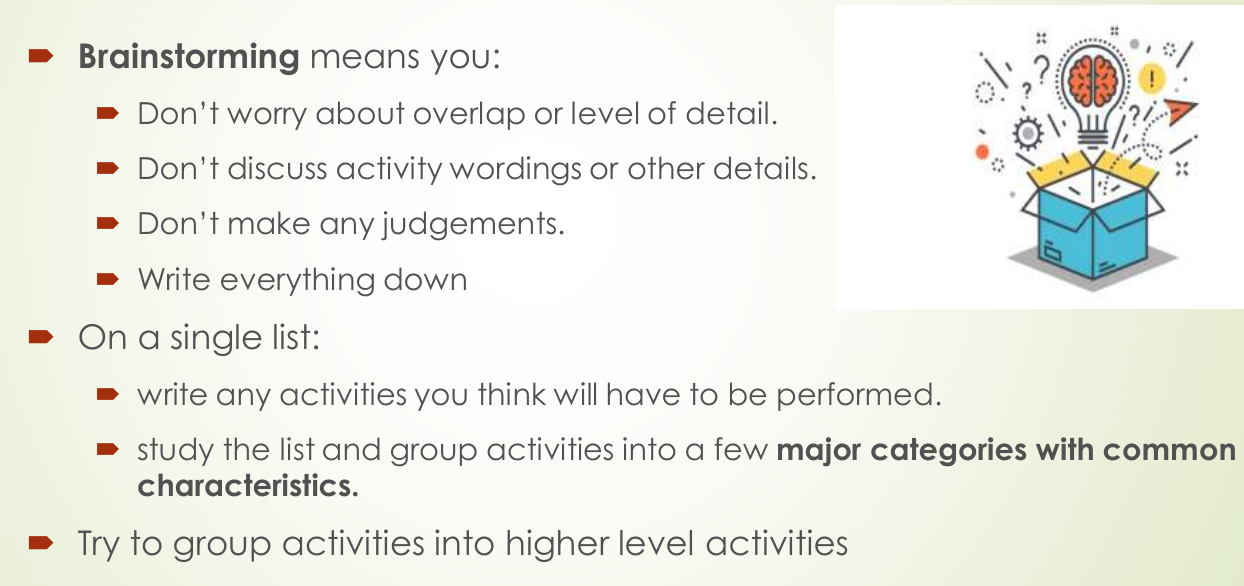 Brainstorming means you:
Don’t worry about overlap or level of detail.
Don’t discuss activity wordings or other details.
Don’t make any judgements.
Write everything down
On a single list:
write any activities you think will have to be performed.
study the list and group activities into a few major categories with common
characteristics.
Try to group activities into higher level activities